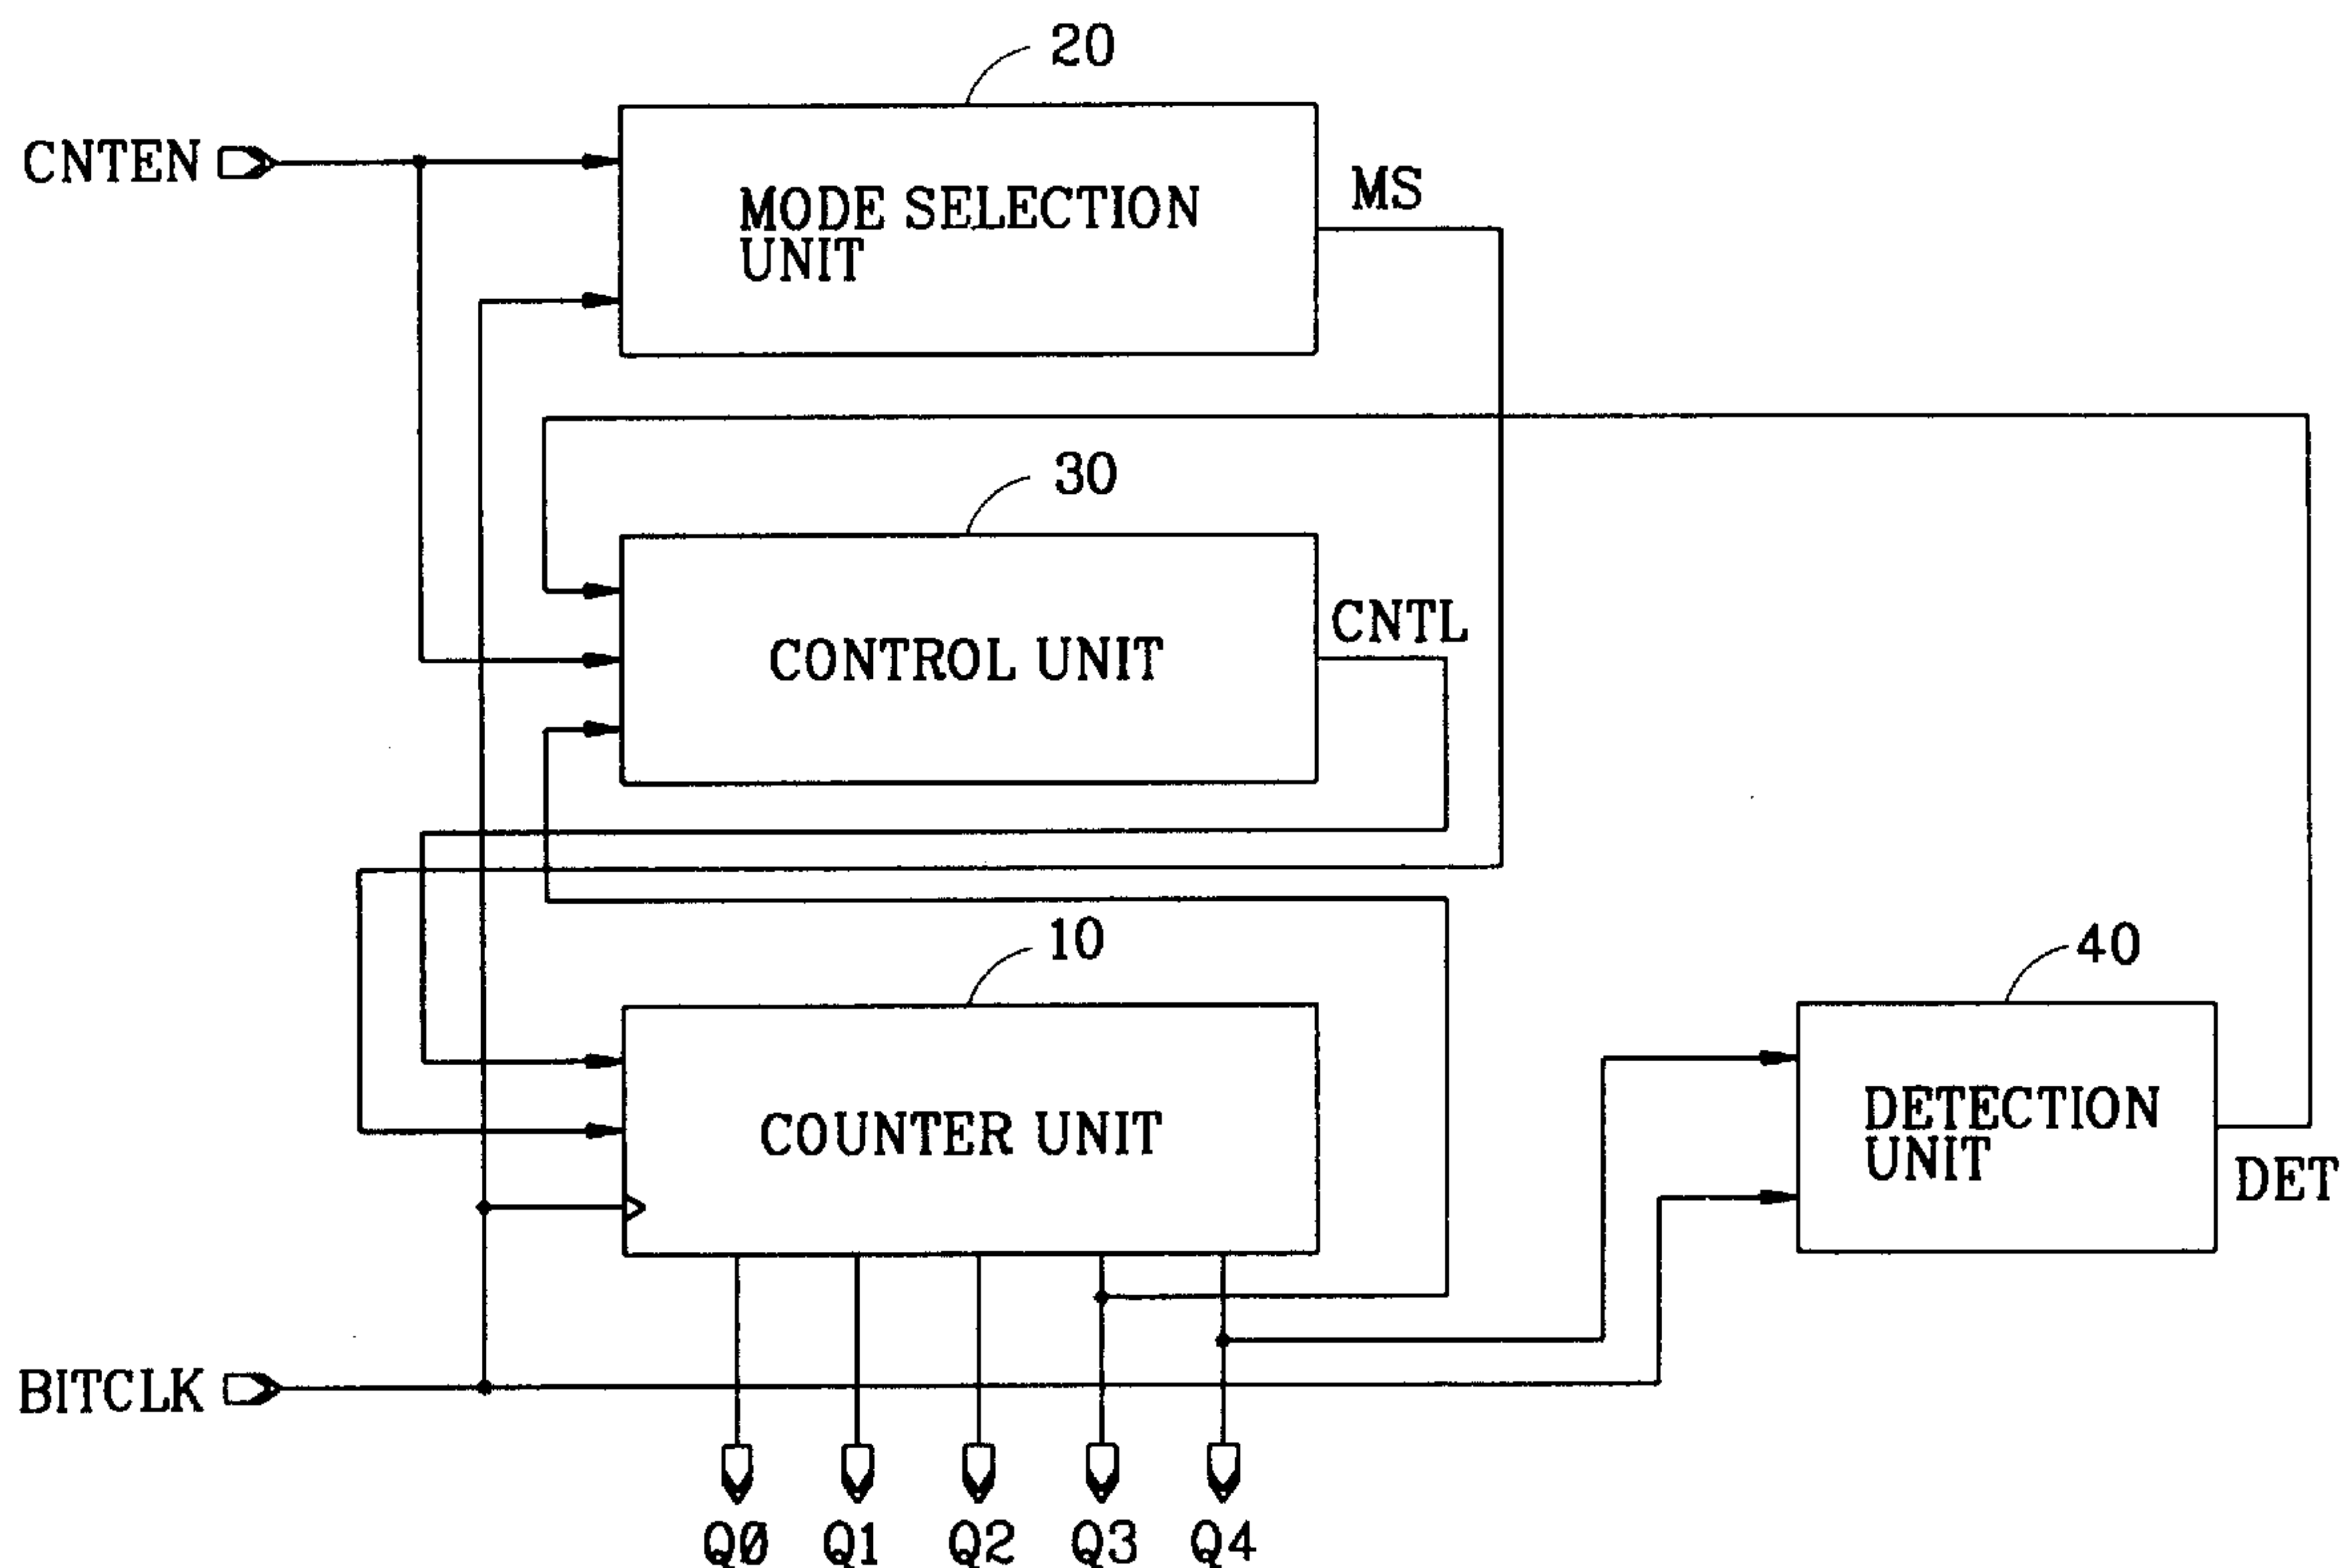 20
CNTEN
MODE SELECTION
UNIT
MS
30
CONTROL UNIT
CNTL
10
COUNTER UNIT
40
DETECTION
UNIT
DET
BITCLK
Q0
Q1
Q2
Q3
Q4